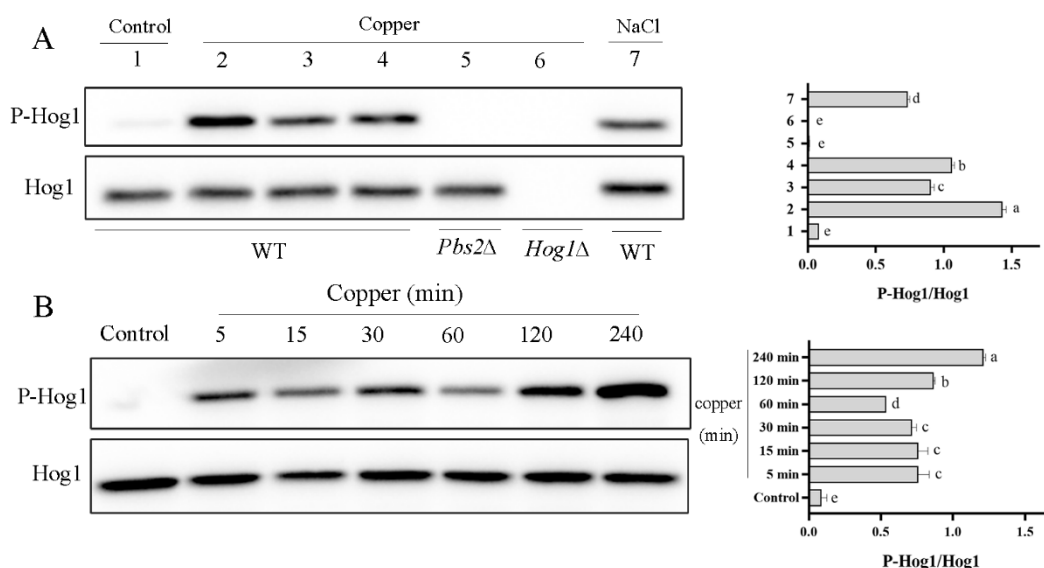 A
Control Copper NaCl
1 2 3 4 5 6 7
P-Hog1
Hog1
WT Pbs2Δ Hog1Δ WT
7 d
6 e
5 e
4 b
3 c
2 a
1 e
0.0 0.5 1.0 1.5
P-Hog1/Hog1
B
Copper (min)
Control 5 15 30 60 120 240
P-Hog1
Hog1
copper
(min)
240 min a
120 min b
60 min d
30 min c
15 min c
5 min c
Control e
0.0 0.5 1.0 1.5
P-Hog1/Hog1